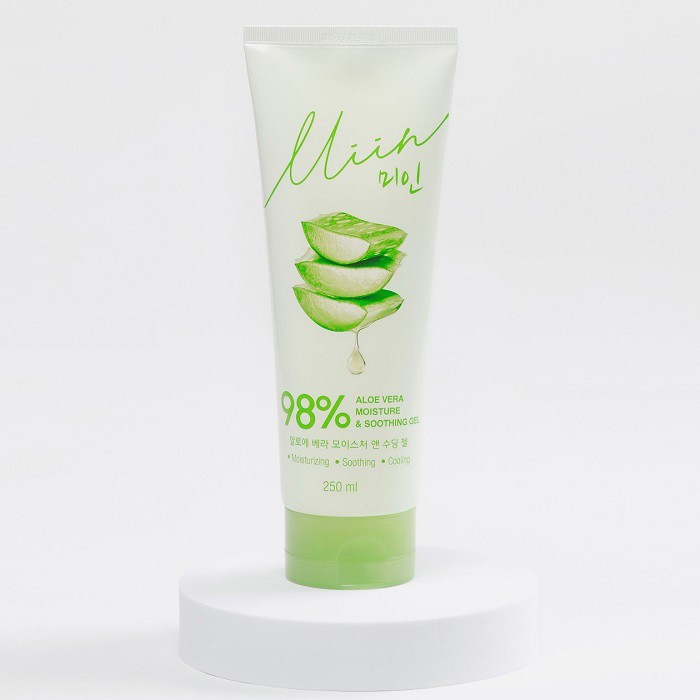 Miin
미인
98%
ALOE VERA
MOISTURE
& SOOTHING GEL
알로에 베라 모이스처 앤 수딩 젤
• Moisturizing • Soothing • Cooling
250 ml